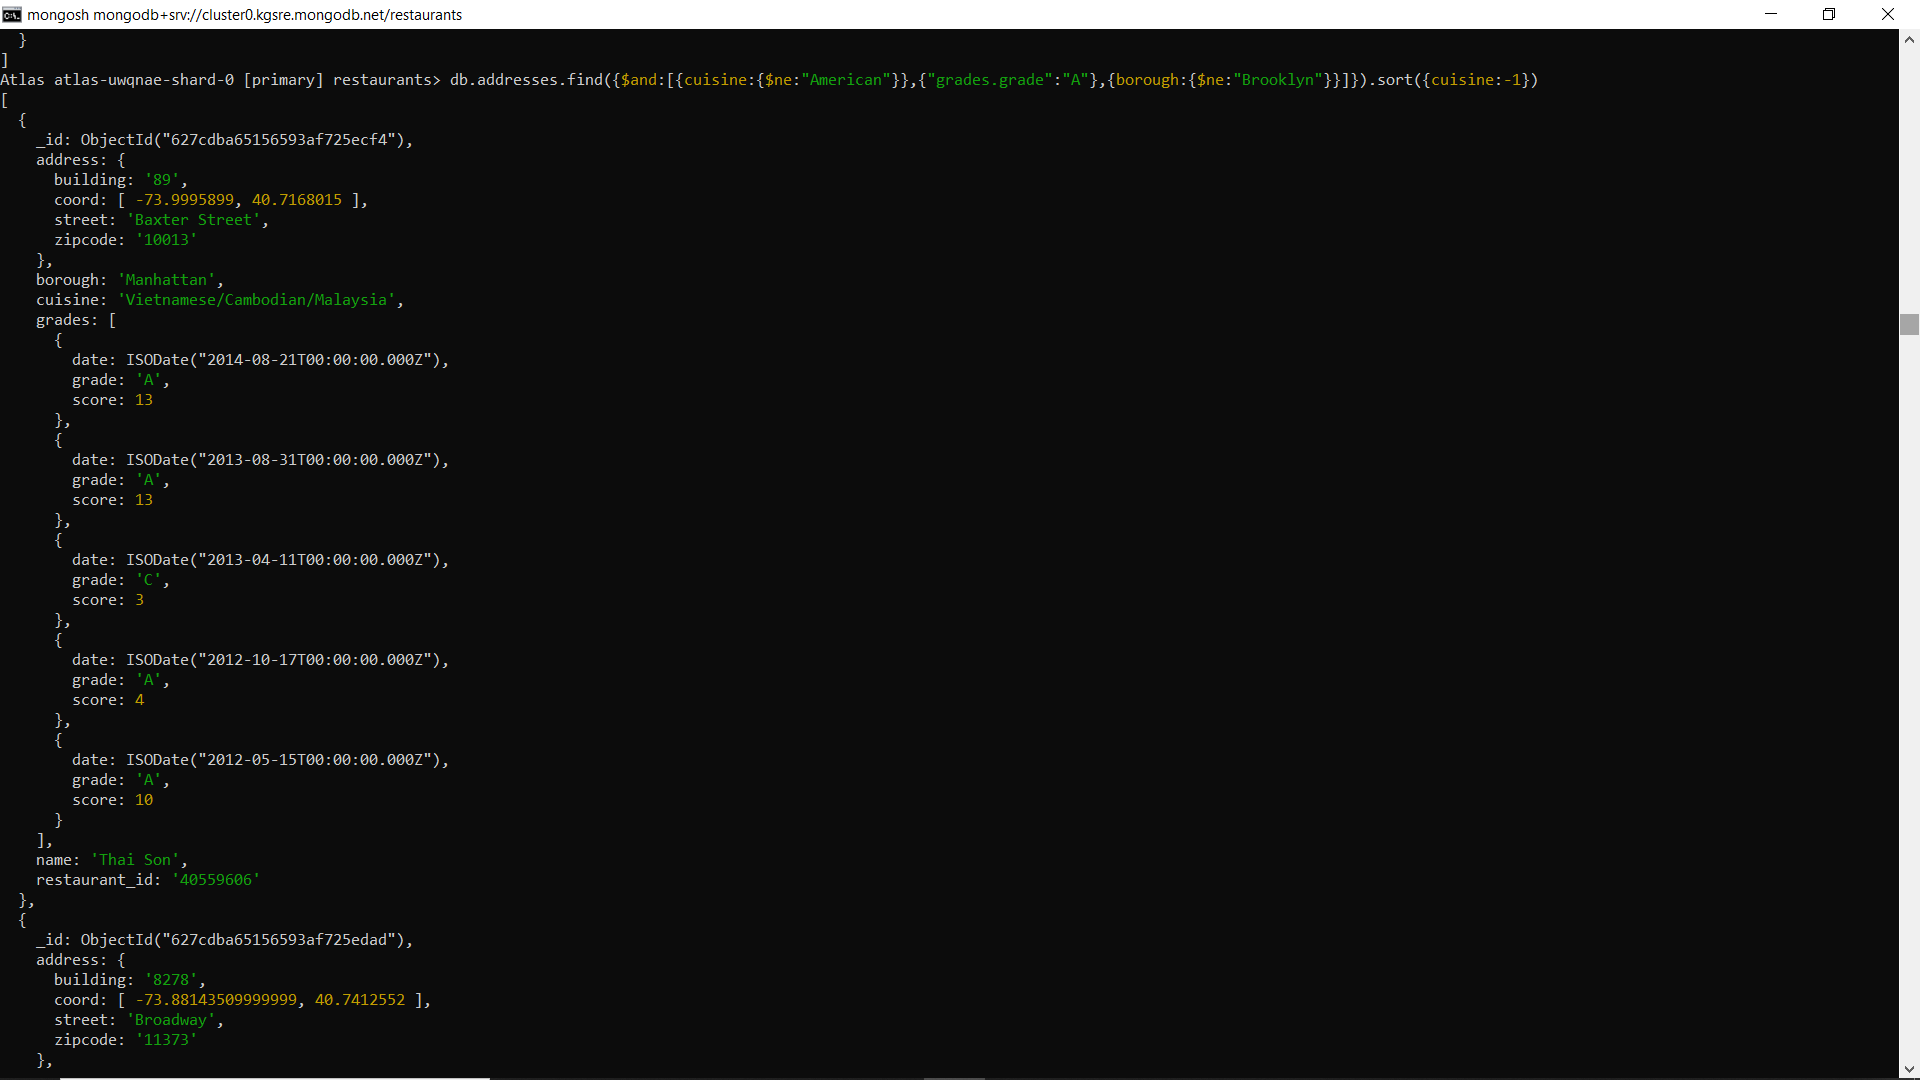 mongosh mongodb+srv://cluster0.kgsre.mongodb.net/restaurants
  }
]
Atlas atlas-uwqnae-shard-0 [primary] restaurants> db.addresses.find({$and:[{cuisine:{$ne:"American"}},{"grades.grade":"A"},{borough:{$ne:"Brooklyn"}}]}).sort({cuisine:-1})
[
  {
    _id: ObjectId("627cdba65156593af725ecf4"),
    address: {
      building: '89',
      coord: [ -73.9995899, 40.7168015 ],
      street: 'Baxter Street',
      zipcode: '10013'
    },
    borough: 'Manhattan',
    cuisine: 'Vietnamese/Cambodian/Malaysia',
    grades: [
      {
        date: ISODate("2014-08-21T00:00:00.000Z"),
        grade: 'A',
        score: 13
      },
      {
        date: ISODate("2013-08-31T00:00:00.000Z"),
        grade: 'A',
        score: 13
      },
      {
        date: ISODate("2013-04-11T00:00:00.000Z"),
        grade: 'C',
        score: 3
      },
      {
        date: ISODate("2012-10-17T00:00:00.000Z"),
        grade: 'A',
        score: 4
      },
      {
        date: ISODate("2012-05-15T00:00:00.000Z"),
        grade: 'A',
        score: 10
      }
    ],
    name: 'Thai Son',
    restaurant_id: '40559606'
  },
  {
    _id: ObjectId("627cdba65156593af725edad"),
    address: {
      building: '8278',
      coord: [ -73.88143509999999, 40.7412552 ],
      street: 'Broadway',
      zipcode: '11373'
    },